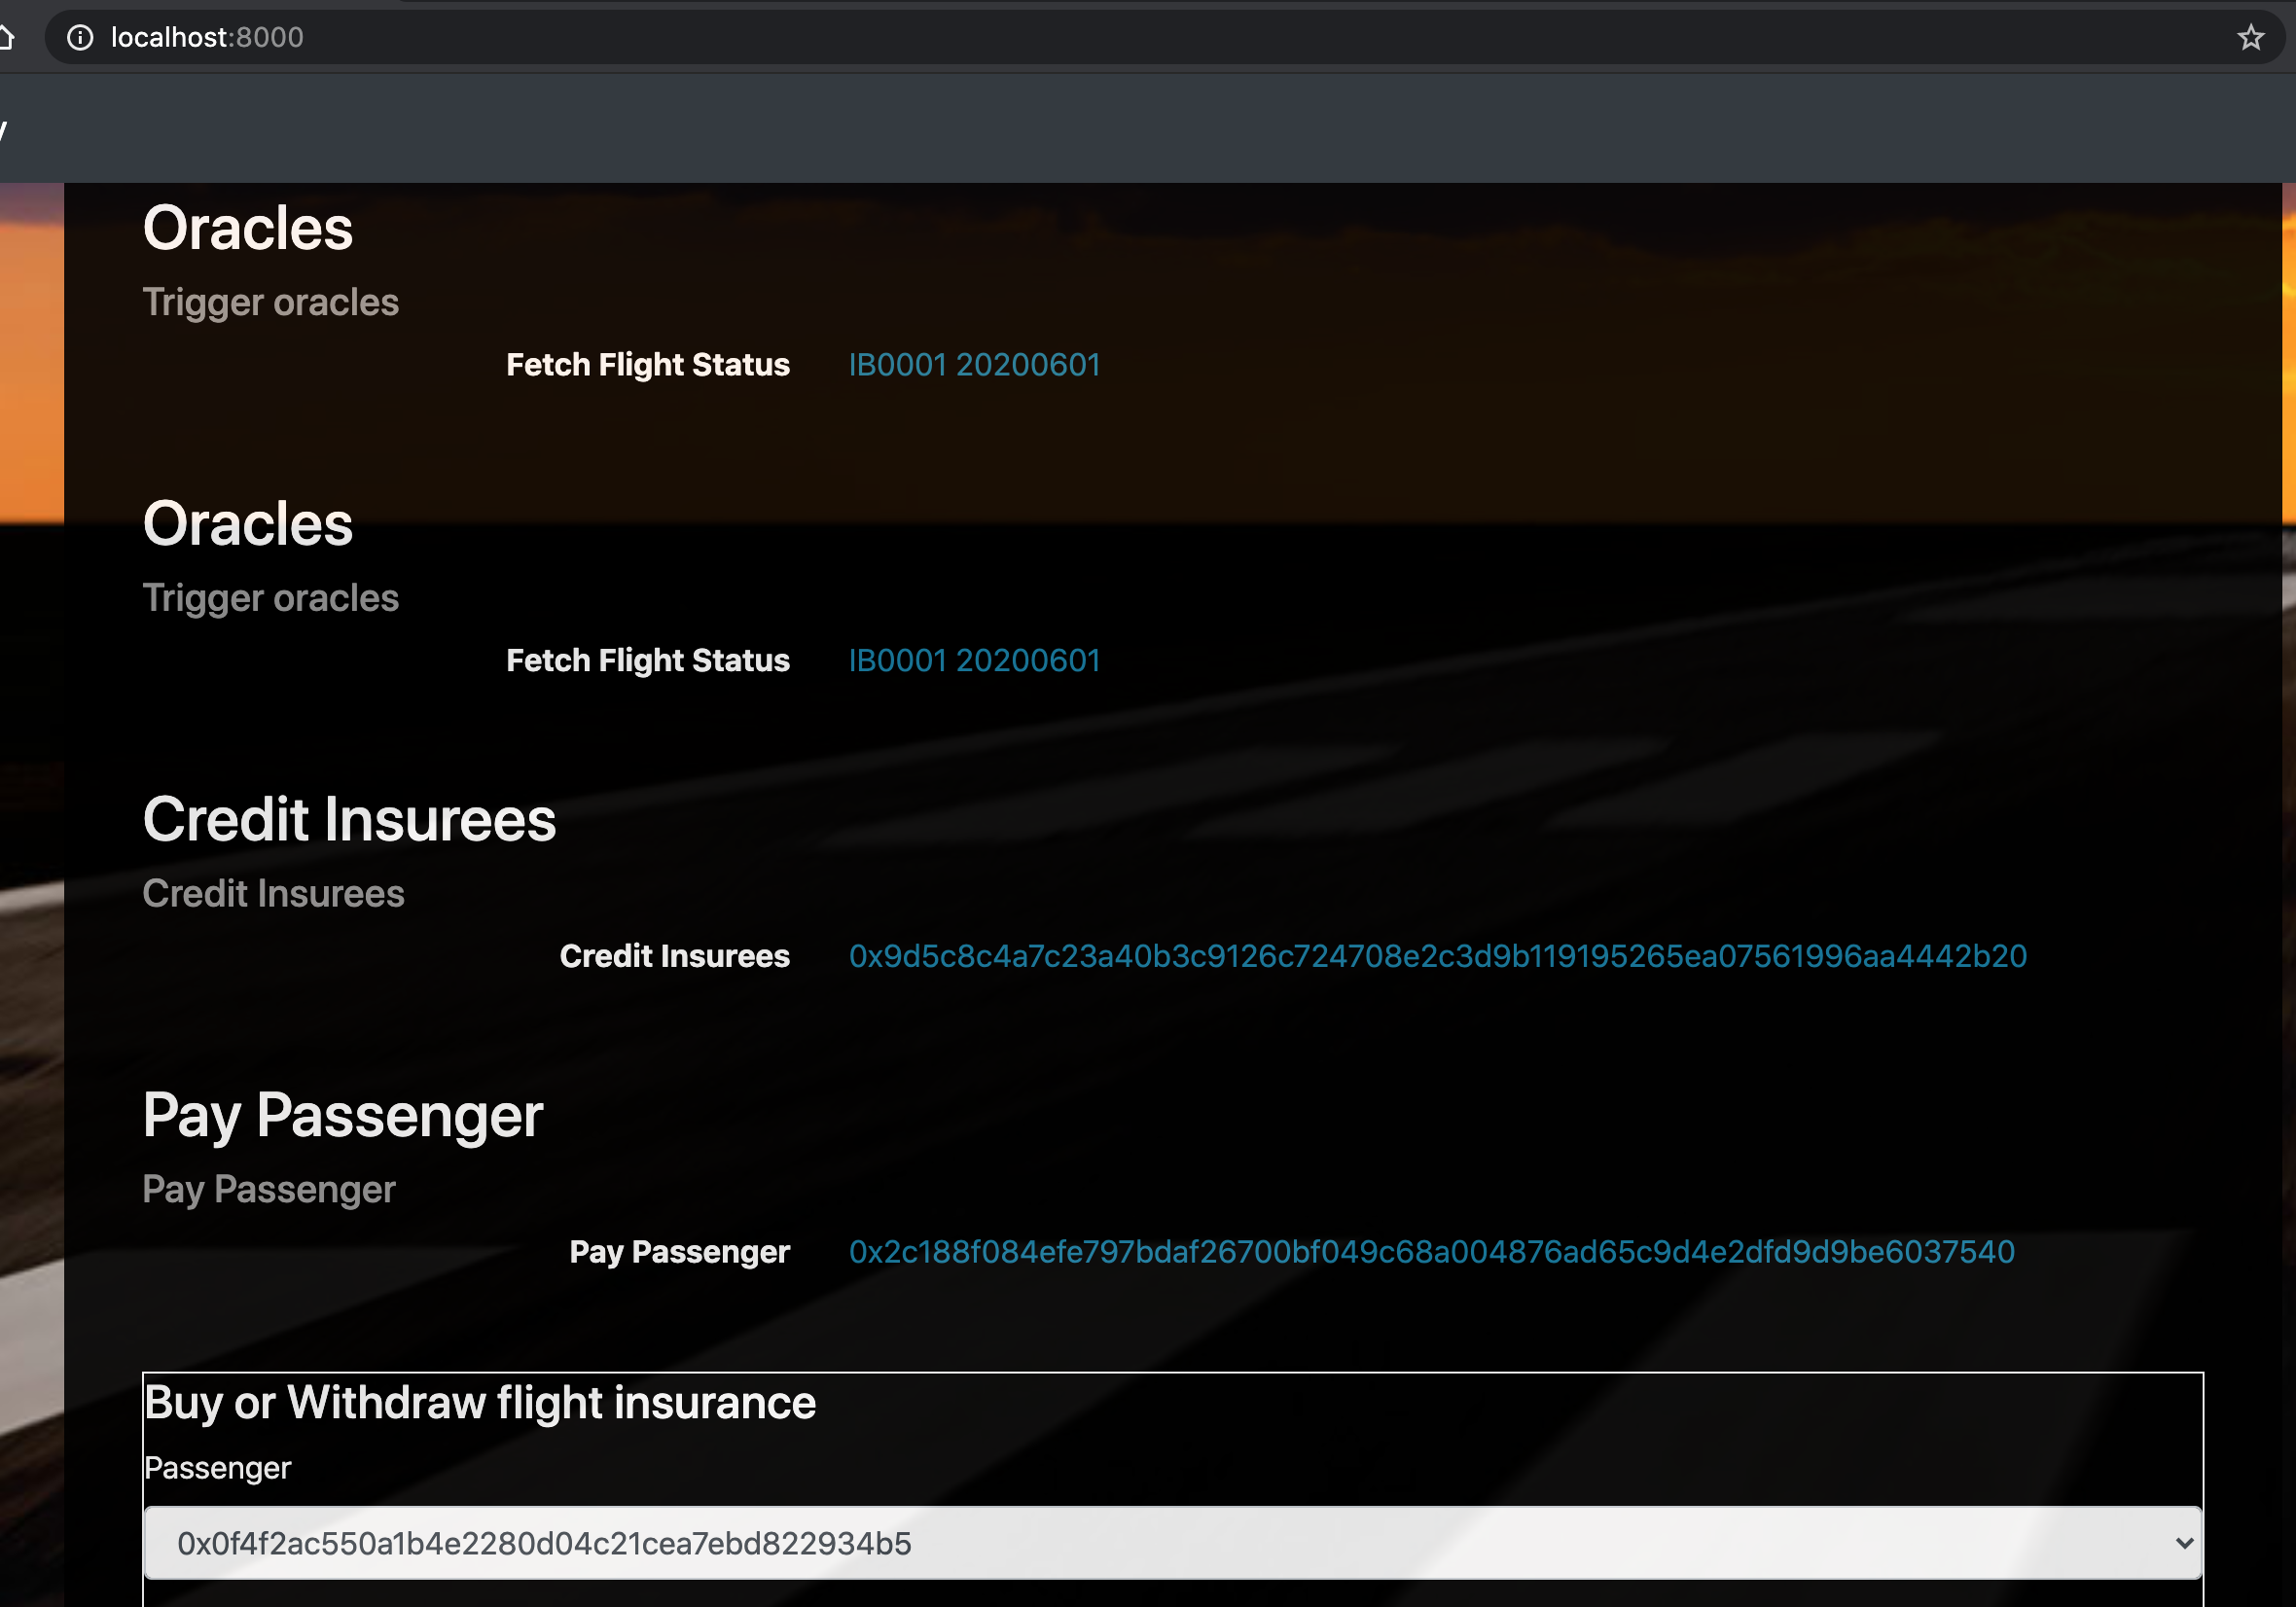 localhost:8000
Oracles
Trigger oracles
Fetch Flight Status IB0001 20200601
Oracles
Trigger oracles
Fetch Flight Status IB0001 20200601
Credit Insurees
Credit Insurees
Credit Insurees 0x9d5c8c4a7c23a40b3c9126c724708e2c3d9b119195265ea07561996aa4442b20
Pay Passenger
Pay Passenger
Pay Passenger 0x2c188f084efe797bdaf26700bf049c68a004876ad65c9d4e2dfd9d9be6037540
Buy or Withdraw flight insurance
Passenger
0x0f4f2ac550a1b4e2280d04c21cea7ebd822934b5